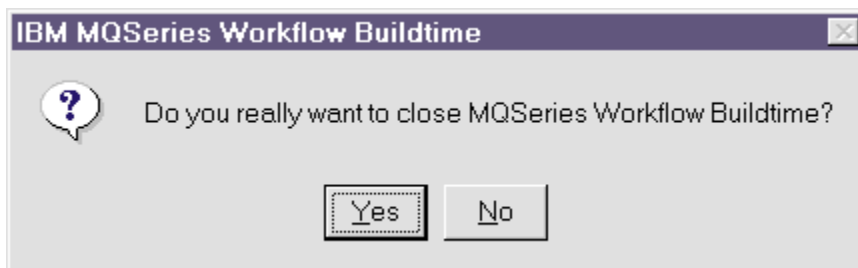 IBM MQSeries Workflow Buildtime
Do you really want to close MQSeries Workflow Buildtime?
Yes No